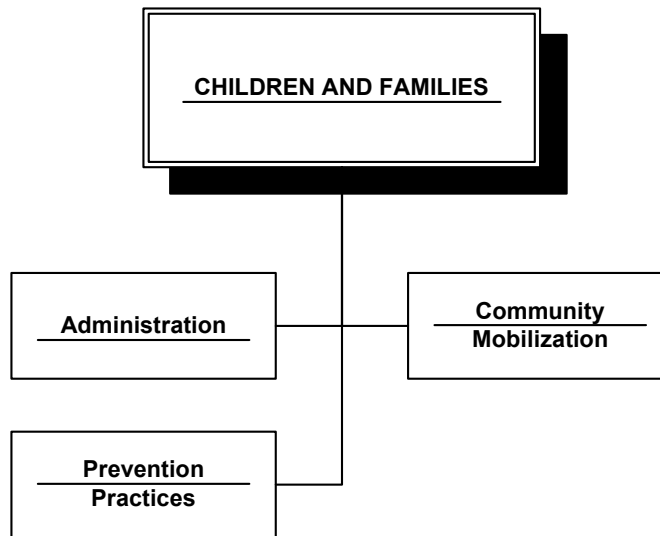 CHILDREN AND FAMILIES
Administration
Community
Mobilization
Prevention
Practices